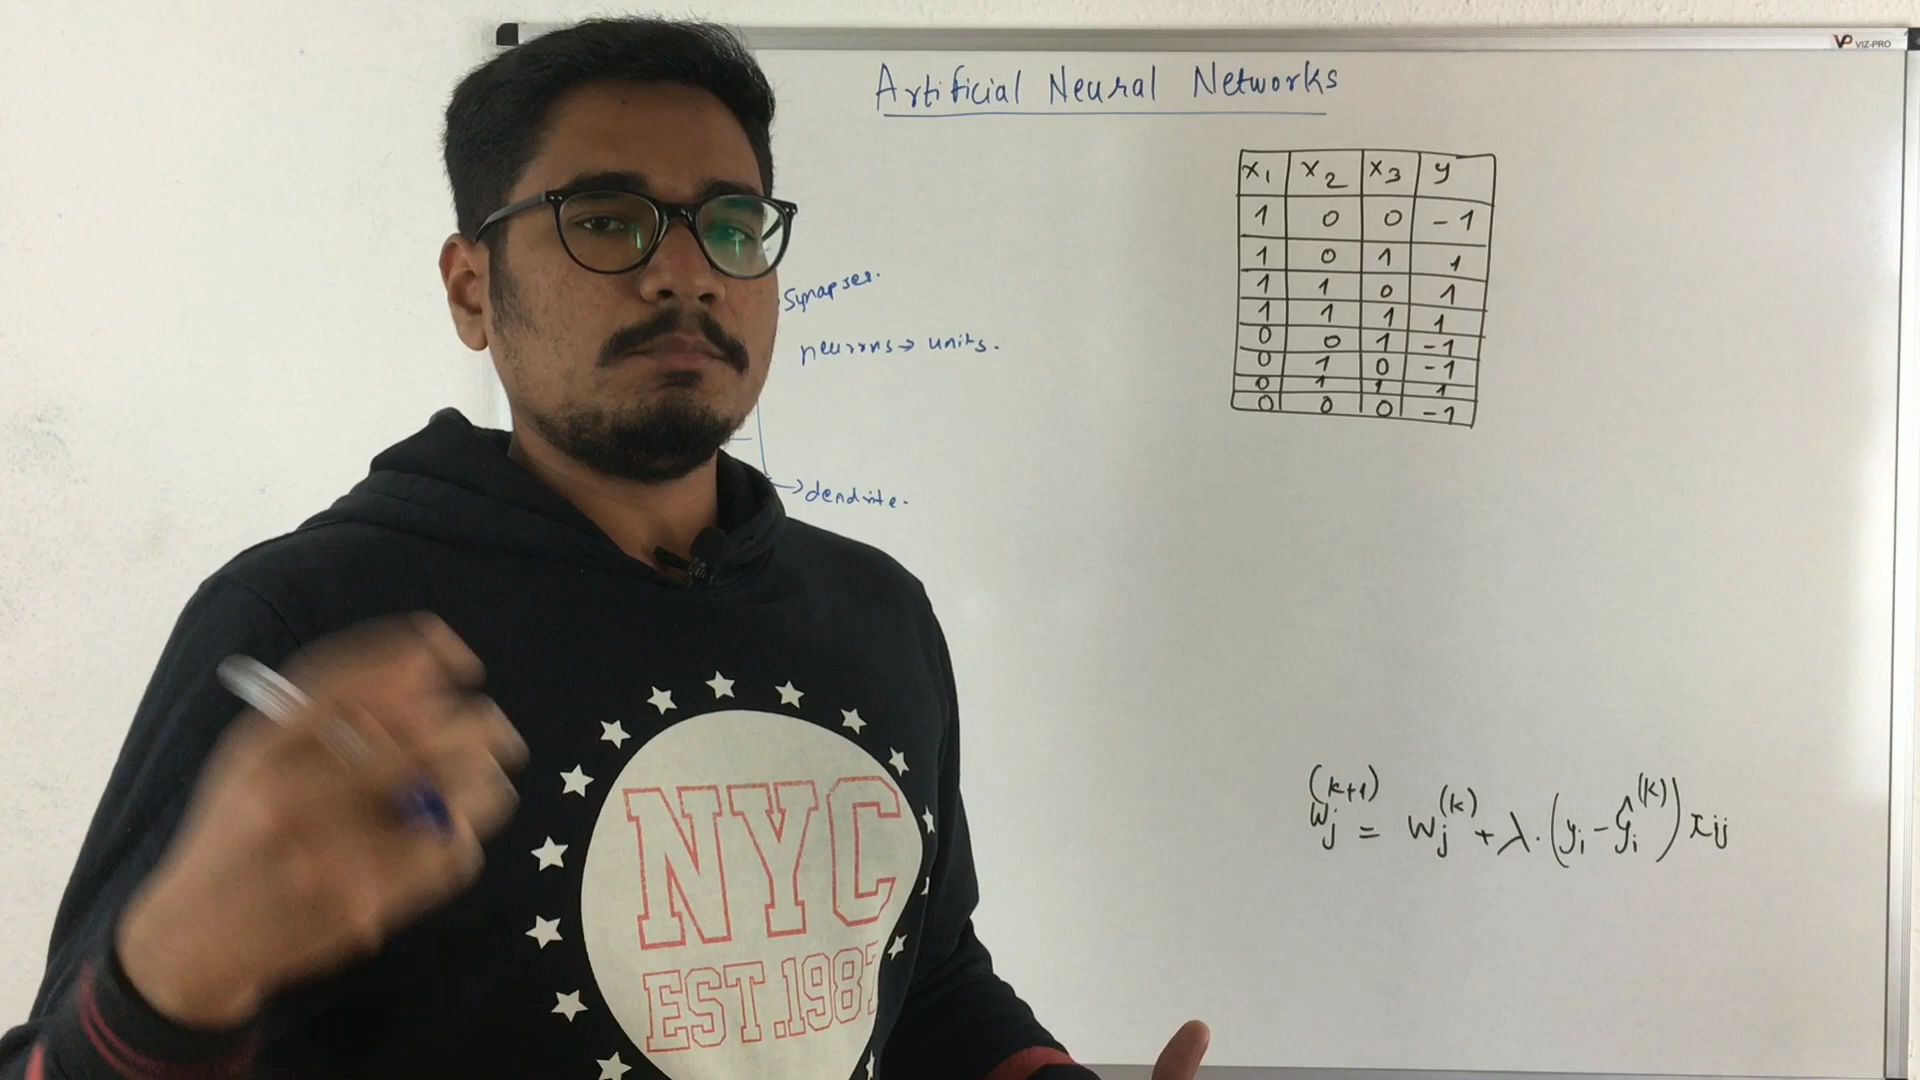 VP VIZ-PRO
Artificial Neural Networks
x₁ x₂ x₃ y
1 0 0 -1
1 0 1 1
1 1 0 1
1 1 1 1
0 0 1 -1
0 1 0 -1
0 1 1 1
0 0 0 -1
Synapses.
neurons → units.
→ dendrite.
wⱼ⁽ᵏ⁺¹⁾ = wⱼ⁽ᵏ⁾ + λ·(yᵢ - ŷᵢ⁽ᵏ⁾) xᵢⱼ
NYC
EST.1987